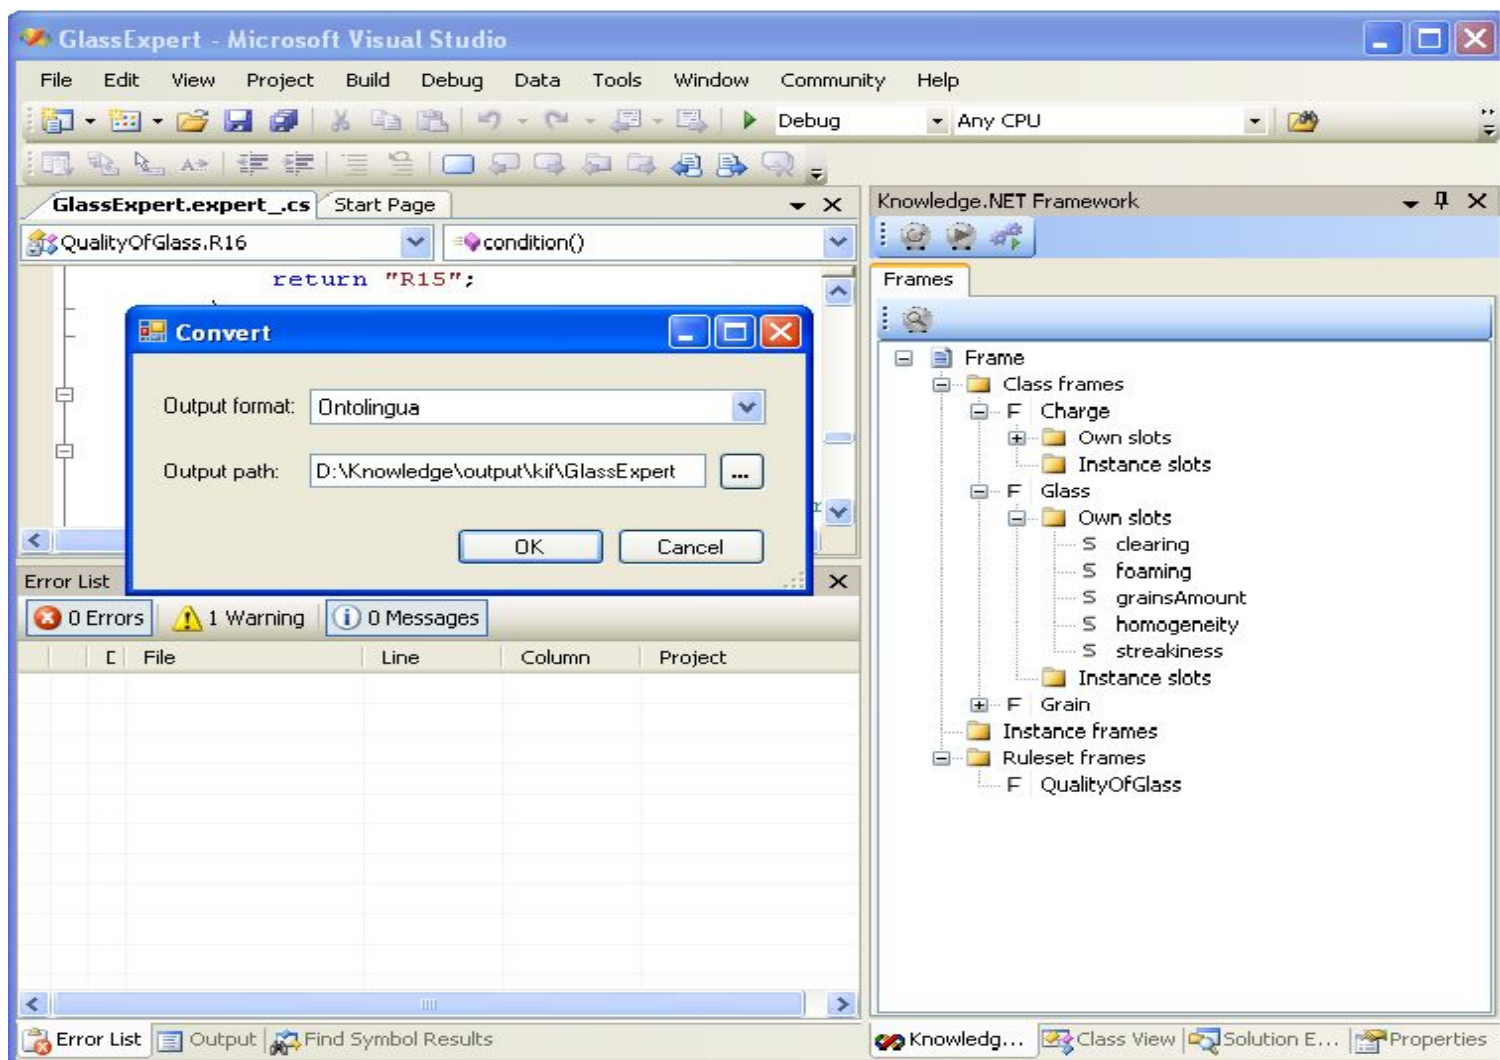 GlassExpert - Microsoft Visual Studio
File Edit View Project Build Debug Data Tools Window Community Help
Debug Any CPU
GlassExpert.expert_.cs Start Page
QualityOfGlass.R16 condition()
return "R15";
Convert
Output format: Ontolingua
Output path: D:\Knowledge\output\kif\GlassExpert ...
OK Cancel
Error List
0 Errors 1 Warning 0 Messages
File Line Column Project
Error List Output Find Symbol Results
Knowledge.NET Framework
Frames
Frame
Class frames
F Charge
Own slots
Instance slots
F Glass
Own slots
S clearing
S foaming
S grainsAmount
S homogeneity
S streakiness
Instance slots
F Grain
Instance frames
Ruleset frames
F QualityOfGlass
Knowledg... Class View Solution E... Properties